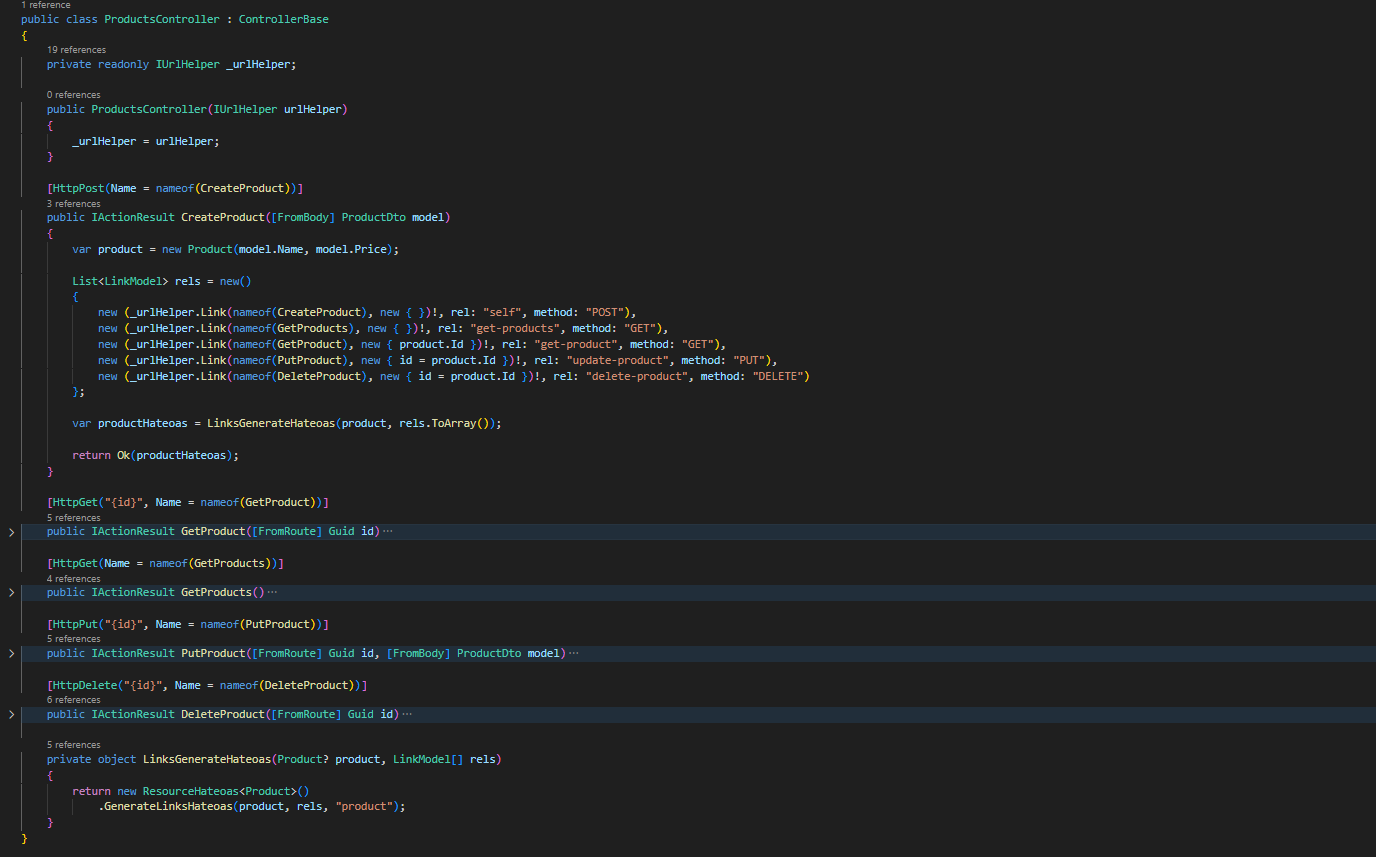 1 reference
public class ProductsController : ControllerBase
{
19 references
private readonly IUrlHelper _urlHelper;
0 references
public ProductsController(IUrlHelper urlHelper)
{
_urlHelper = urlHelper;
}
[HttpPost(Name = nameof(CreateProduct))]
3 references
public IActionResult CreateProduct([FromBody] ProductDto model)
{
var product = new Product(model.Name, model.Price);
List<LinkModel> rels = new()
{
new (_urlHelper.Link(nameof(CreateProduct), new { })!, rel: "self", method: "POST"),
new (_urlHelper.Link(nameof(GetProducts), new { })!, rel: "get-products", method: "GET"),
new (_urlHelper.Link(nameof(GetProduct), new { product.Id })!, rel: "get-product", method: "GET"),
new (_urlHelper.Link(nameof(PutProduct), new { id = product.Id })!, rel: "update-product", method: "PUT"),
new (_urlHelper.Link(nameof(DeleteProduct), new { id = product.Id })!, rel: "delete-product", method: "DELETE")
};
var productHateoas = LinksGenerateHateoas(product, rels.ToArray());
return Ok(productHateoas);
}
[HttpGet("{id}", Name = nameof(GetProduct))]
5 references
public IActionResult GetProduct([FromRoute] Guid id)···
[HttpGet(Name = nameof(GetProducts))]
4 references
public IActionResult GetProducts()···
[HttpPut("{id}", Name = nameof(PutProduct))]
5 references
public IActionResult PutProduct([FromRoute] Guid id, [FromBody] ProductDto model)···
[HttpDelete("{id}", Name = nameof(DeleteProduct))]
6 references
public IActionResult DeleteProduct([FromRoute] Guid id)···
5 references
private object LinksGenerateHateoas(Product? product, LinkModel[] rels)
{
return new ResourceHateoas<Product>()
.GenerateLinksHateoas(product, rels, "product");
}
}